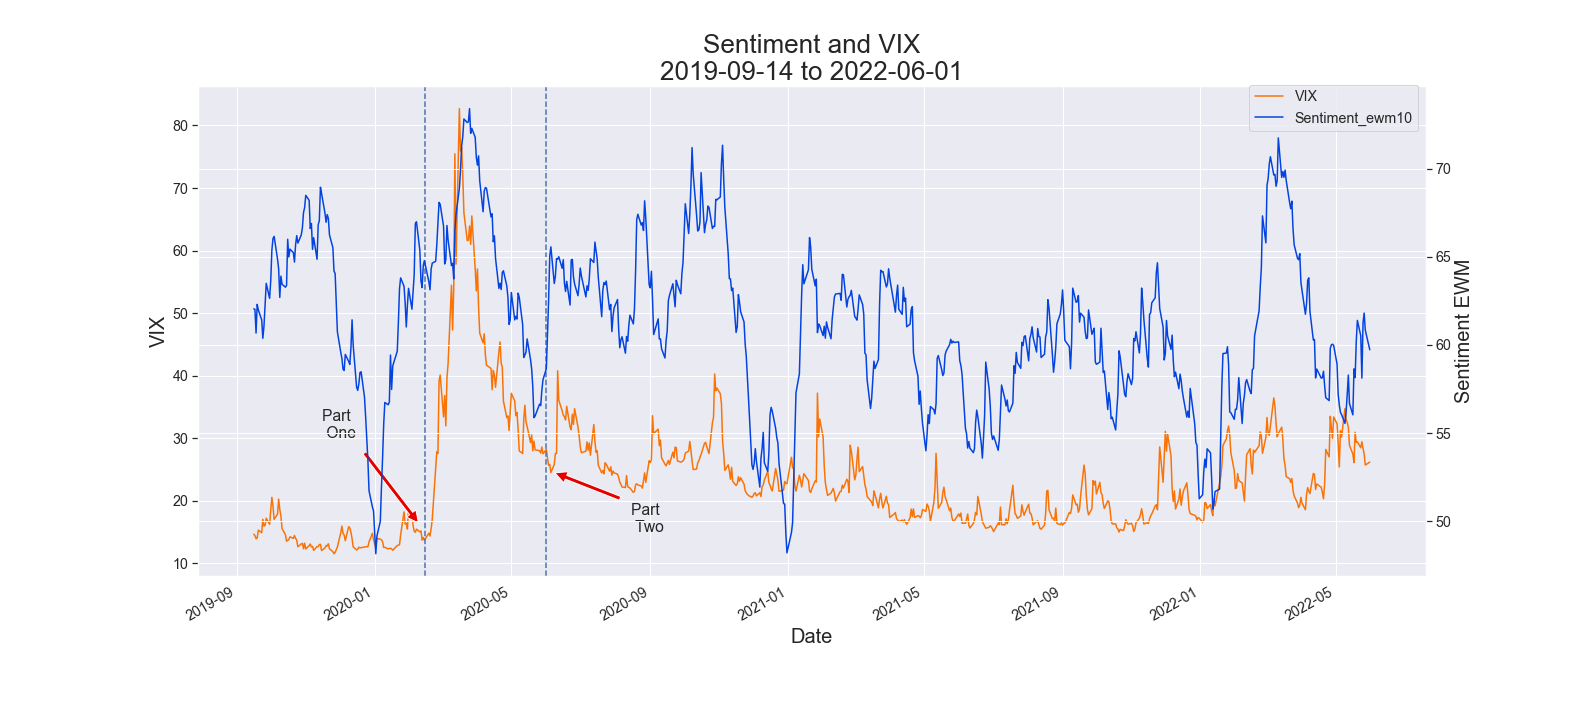 Sentiment and VIX
2019-09-14 to 2022-06-01
VIX
Sentiment_ewm10
80
70
60
50
40
30
20
10
VIX
70
65
60
55
50
Sentiment EWM
Part
One
Part
Two
2019-09
2020-01
2020-05
2020-09
2021-01
2021-05
2021-09
2022-01
2022-05
Date